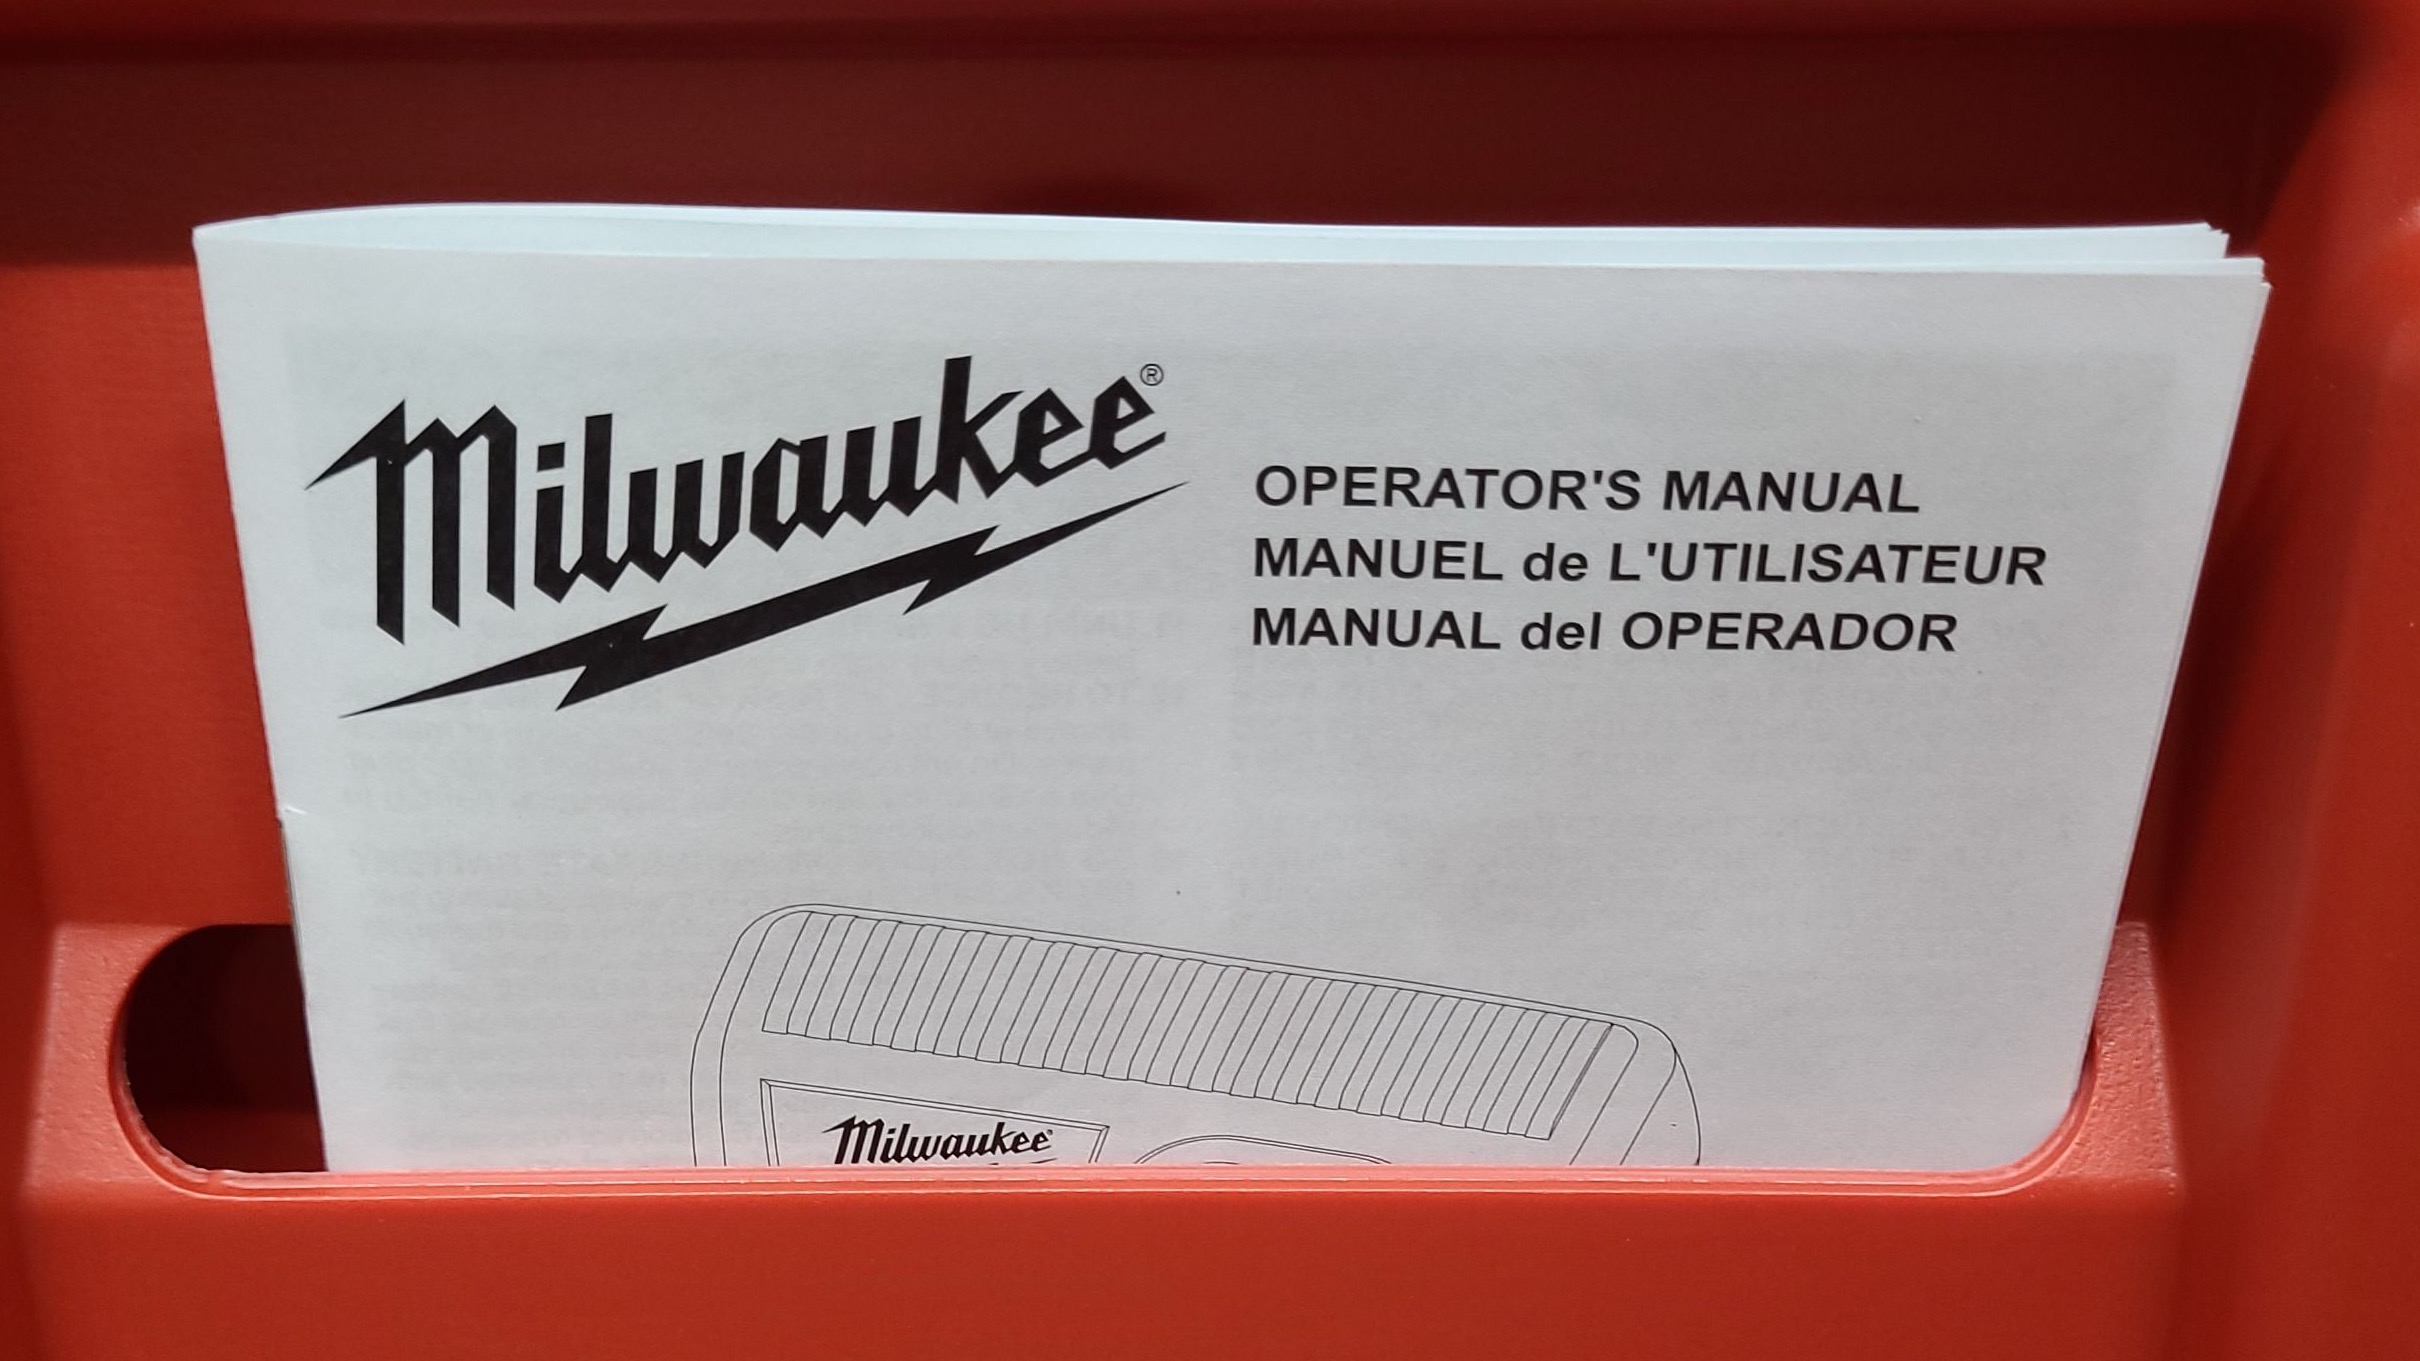 Milwaukee®
OPERATOR'S MANUAL
MANUEL de L'UTILISATEUR
MANUAL del OPERADOR
Milwaukee